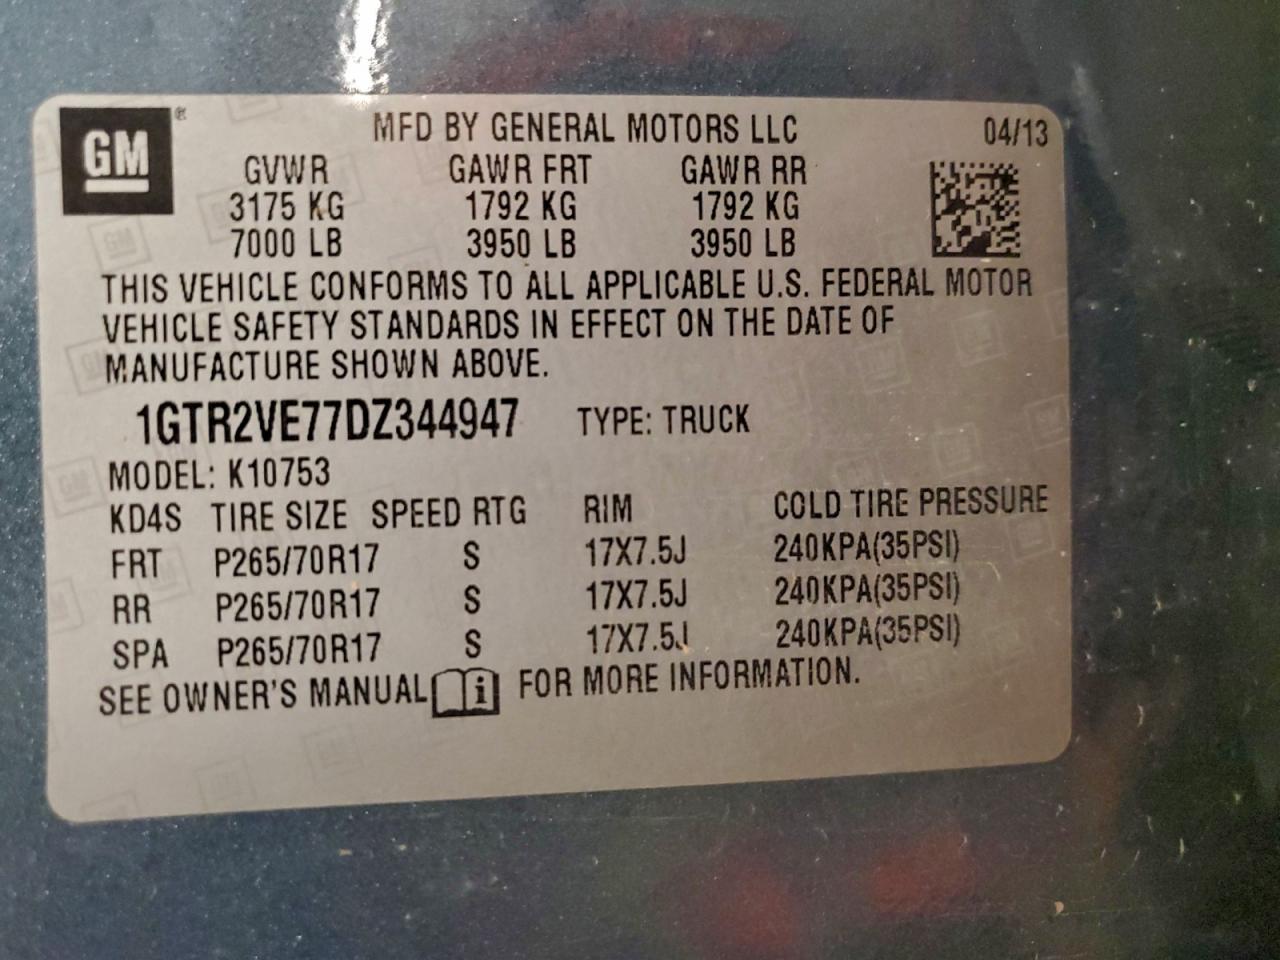 GM® MFD BY GENERAL MOTORS LLC 04/13
GVWR GAWR FRT GAWR RR
3175 KG 1792 KG 1792 KG
7000 LB 3950 LB 3950 LB
THIS VEHICLE CONFORMS TO ALL APPLICABLE U.S. FEDERAL MOTOR
VEHICLE SAFETY STANDARDS IN EFFECT ON THE DATE OF
MANUFACTURE SHOWN ABOVE.
1GTR2VE77DZ344947 TYPE: TRUCK
MODEL: K10753
KD4S TIRE SIZE SPEED RTG RIM COLD TIRE PRESSURE
FRT P265/70R17 S 17X7.5J 240KPA(35PSI)
RR P265/70R17 S 17X7.5J 240KPA(35PSI)
SPA P265/70R17 S 17X7.5J 240KPA(35PSI)
SEE OWNER'S MANUAL i FOR MORE INFORMATION.